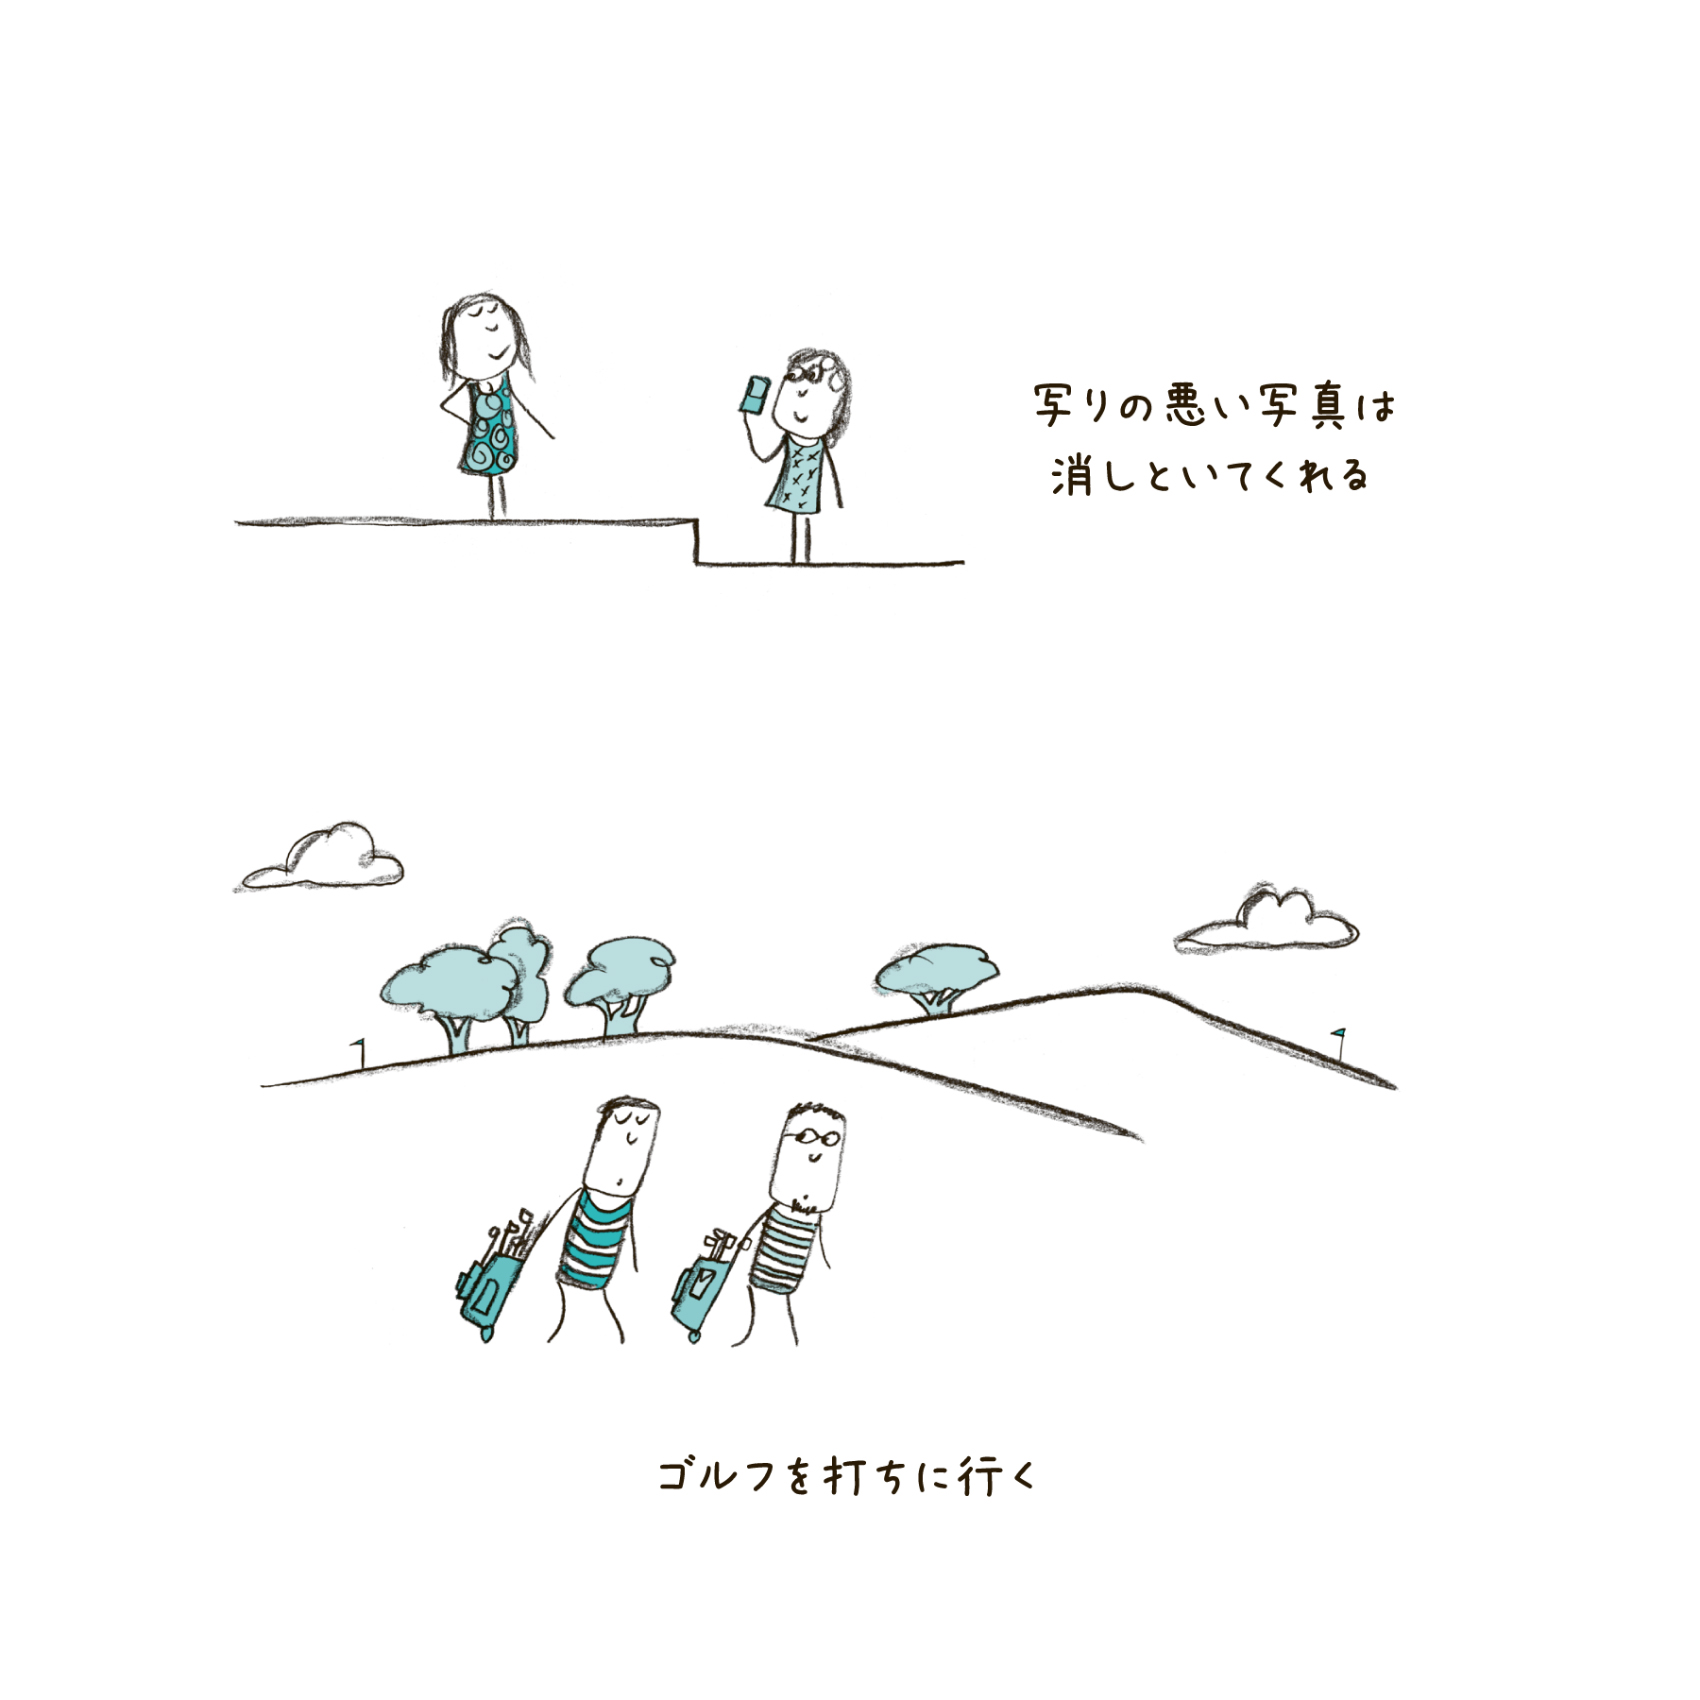 写りの悪い写真は
消しといてくれる
ゴルフを打ちに行く